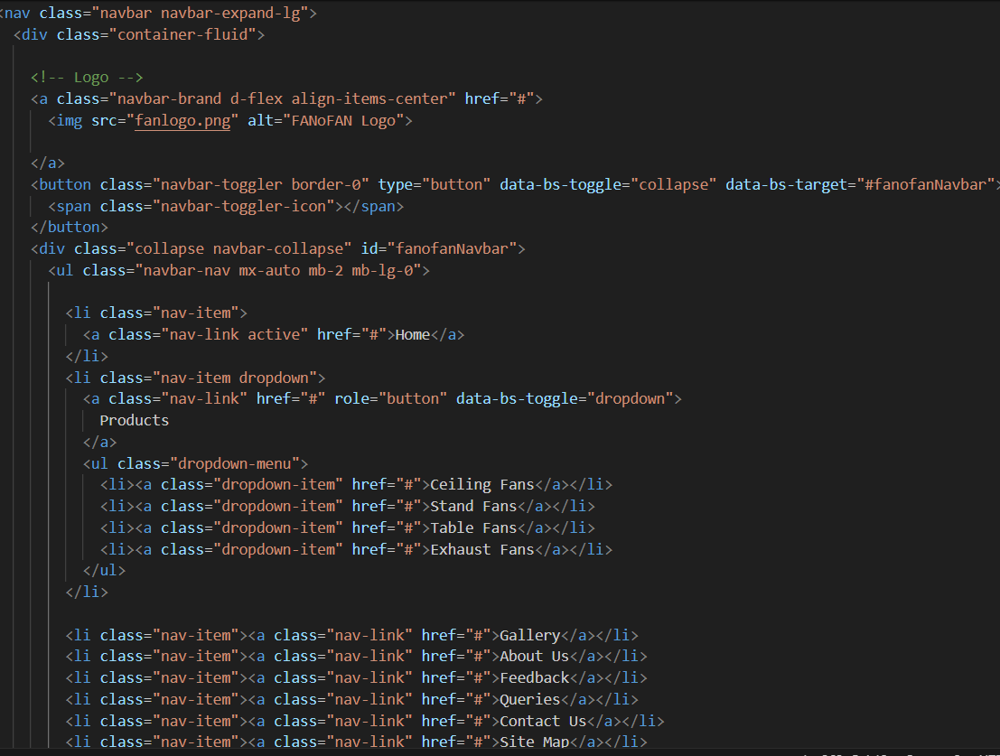 <nav class="navbar navbar-expand-lg">
<div class="container-fluid">
<!-- Logo -->
<a class="navbar-brand d-flex align-items-center" href="#">
<img src="fanlogo.png" alt="FANoFAN Logo">
</a>
<button class="navbar-toggler border-0" type="button" data-bs-toggle="collapse" data-bs-target="#fanofanNavbar">
<span class="navbar-toggler-icon"></span>
</button>
<div class="collapse navbar-collapse" id="fanofanNavbar">
<ul class="navbar-nav mx-auto mb-2 mb-lg-0">
<li class="nav-item">
<a class="nav-link active" href="#">Home</a>
</li>
<li class="nav-item dropdown">
<a class="nav-link" href="#" role="button" data-bs-toggle="dropdown">
Products
</a>
<ul class="dropdown-menu">
<li><a class="dropdown-item" href="#">Ceiling Fans</a></li>
<li><a class="dropdown-item" href="#">Stand Fans</a></li>
<li><a class="dropdown-item" href="#">Table Fans</a></li>
<li><a class="dropdown-item" href="#">Exhaust Fans</a></li>
</ul>
</li>
<li class="nav-item"><a class="nav-link" href="#">Gallery</a></li>
<li class="nav-item"><a class="nav-link" href="#">About Us</a></li>
<li class="nav-item"><a class="nav-link" href="#">Feedback</a></li>
<li class="nav-item"><a class="nav-link" href="#">Queries</a></li>
<li class="nav-item"><a class="nav-link" href="#">Contact Us</a></li>
<li class="nav-item"><a class="nav-link" href="#">Site Map</a></li>